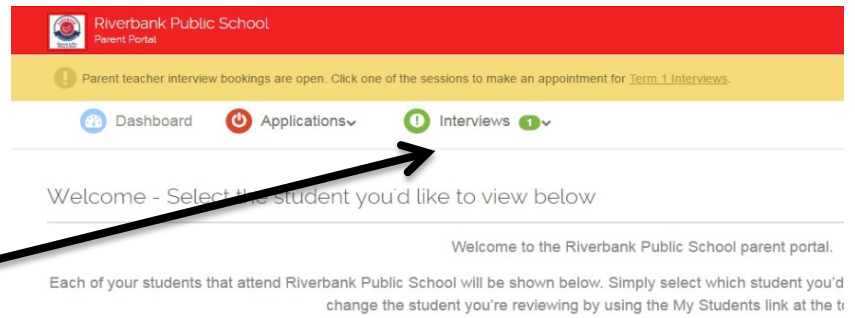 Riverbank Public School
Parent Portal
Parent teacher interview bookings are open. Click one of the sessions to make an appointment for Term 1 Interviews.
Dashboard Applications Interviews 1
Welcome - Select the student you'd like to view below
Welcome to the Riverbank Public School parent portal.
Each of your students that attend Riverbank Public School will be shown below. Simply select which student you'd
change the student you're reviewing by using the My Students link at the